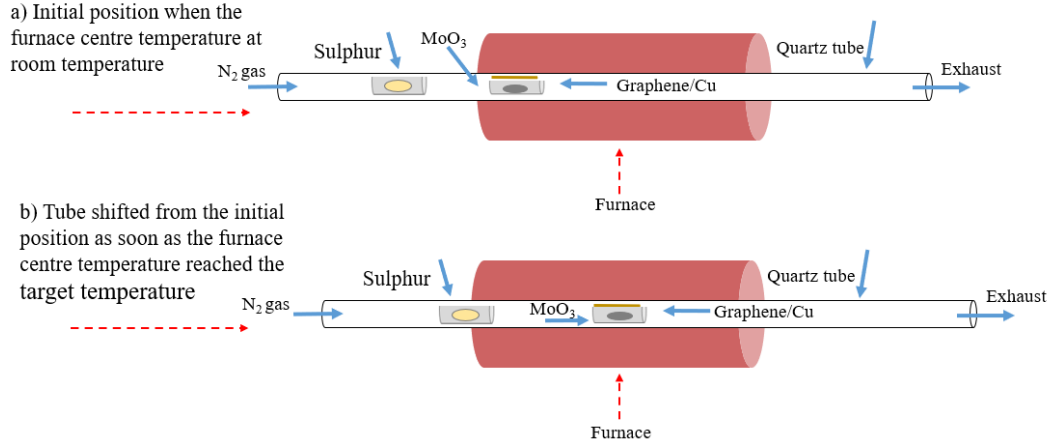 a) Initial position when the
furnace centre temperature at
room temperature
N₂ gas
Sulphur
MoO₃
Graphene/Cu
Quartz tube
Exhaust
Furnace
b) Tube shifted from the initial
position as soon as the furnace
centre temperature reached the
target temperature
N₂ gas
Sulphur
MoO₃
Graphene/Cu
Quartz tube
Exhaust
Furnace